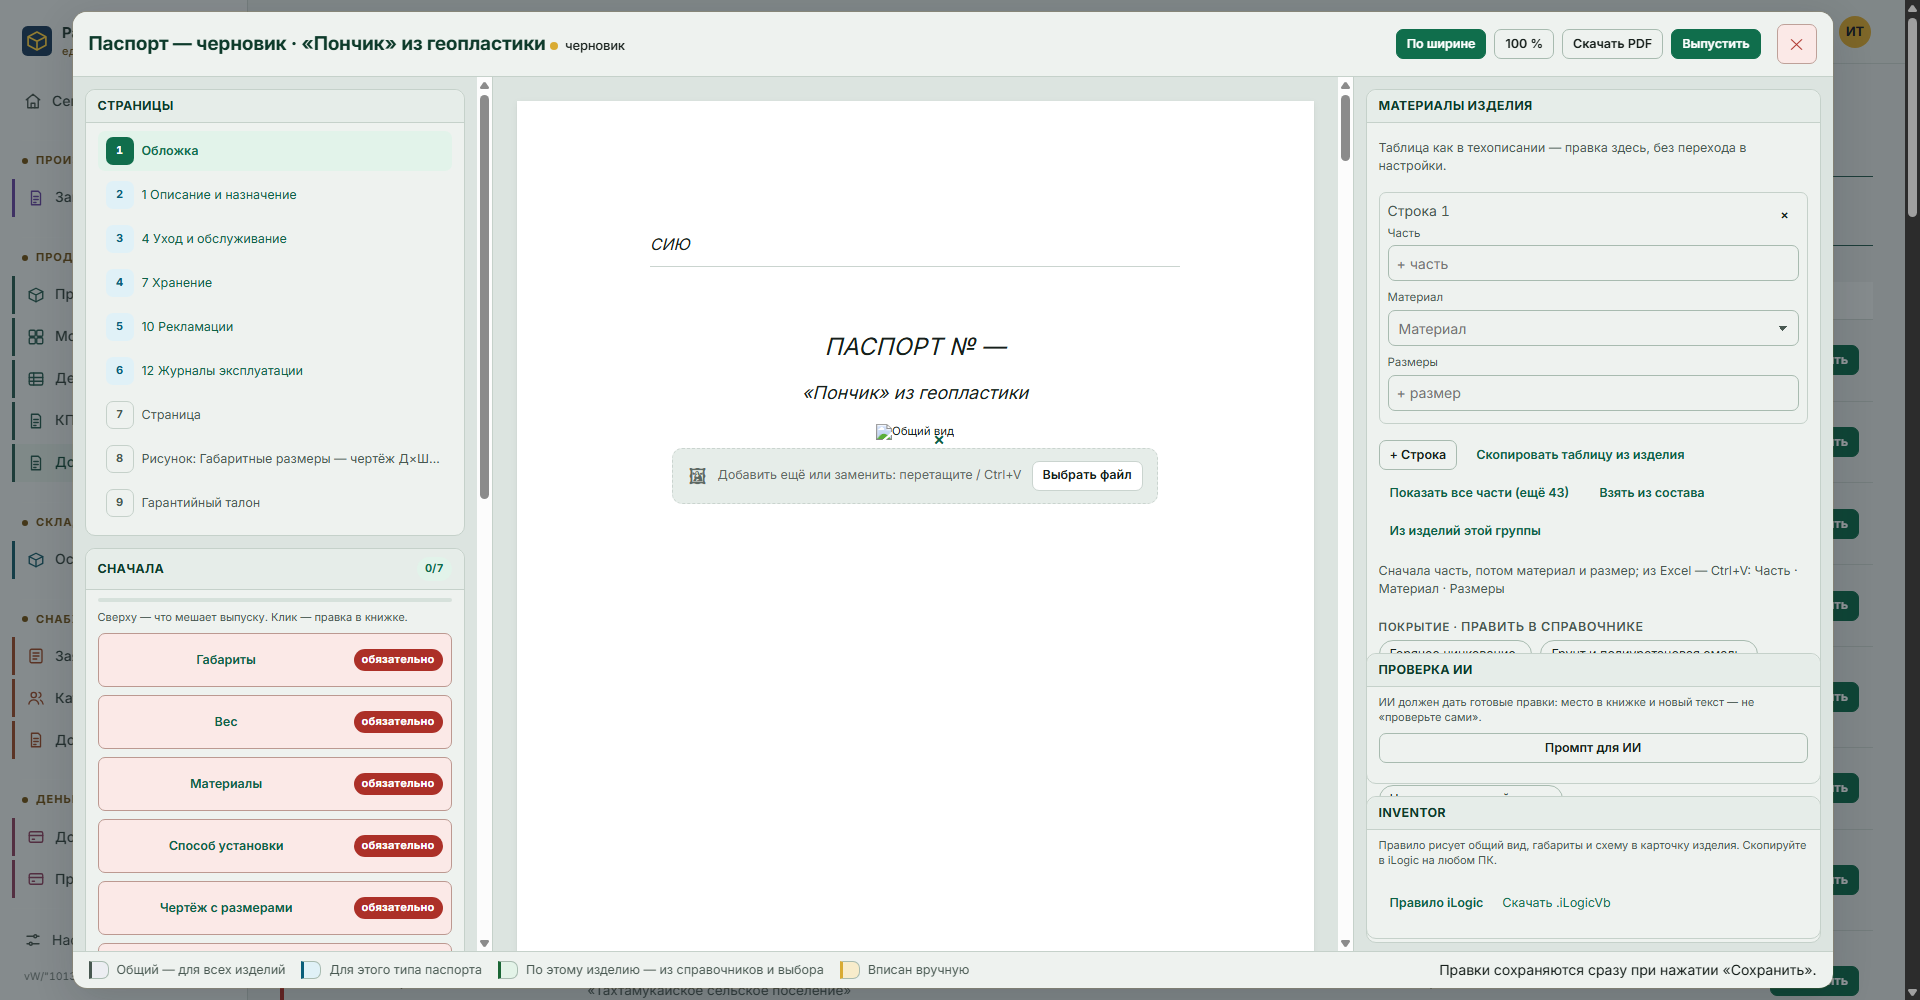 Паспорт — черновик · «Пончик» из геопластики
черновик
По ширине
100 %
Скачать PDF
Выпустить
ИТ
СТРАНИЦЫ
1 Обложка
2 1 Описание и назначение
3 4 Уход и обслуживание
4 7 Хранение
5 10 Рекламации
6 12 Журналы эксплуатации
7 Страница
8 Рисунок: Габаритные размеры — чертёж Д×Ш...
9 Гарантийный талон
СНАЧАЛА
0/7
Сверху — что мешает выпуску. Клик — правка в книжке.
Габариты обязательно
Вес обязательно
Материалы обязательно
Способ установки обязательно
Чертёж с размерами обязательно
СИЮ
ПАСПОРТ № —
«Пончик» из геопластики
Общий вид
Добавить ещё или заменить: перетащите / Ctrl+V
Выбрать файл
МАТЕРИАЛЫ ИЗДЕЛИЯ
Таблица как в техописании — правка здесь, без перехода в
настройки.
Строка 1
Часть
+ часть
Материал
Материал
Размеры
+ размер
+ Строка
Скопировать таблицу из изделия
Показать все части (ещё 43)
Взять из состава
Из изделий этой группы
Сначала часть, потом материал и размер; из Excel — Ctrl+V: Часть ·
Материал · Размеры
ПОКРЫТИЕ · ПРАВИТЬ В СПРАВОЧНИКЕ
ПРОВЕРКА ИИ
ИИ должен дать готовые правки: место в книжке и новый текст — не
«проверьте сами».
Промпт для ИИ
INVENTOR
Правило рисует общий вид, габариты и схему в карточку изделия. Скопируйте
в iLogic на любом ПК.
Правило iLogic
Скачать .iLogicVb
Общий — для всех изделий
Для этого типа паспорта
По этому изделию — из справочников и выбора
Вписан вручную
Правки сохраняются сразу при нажатии «Сохранить».